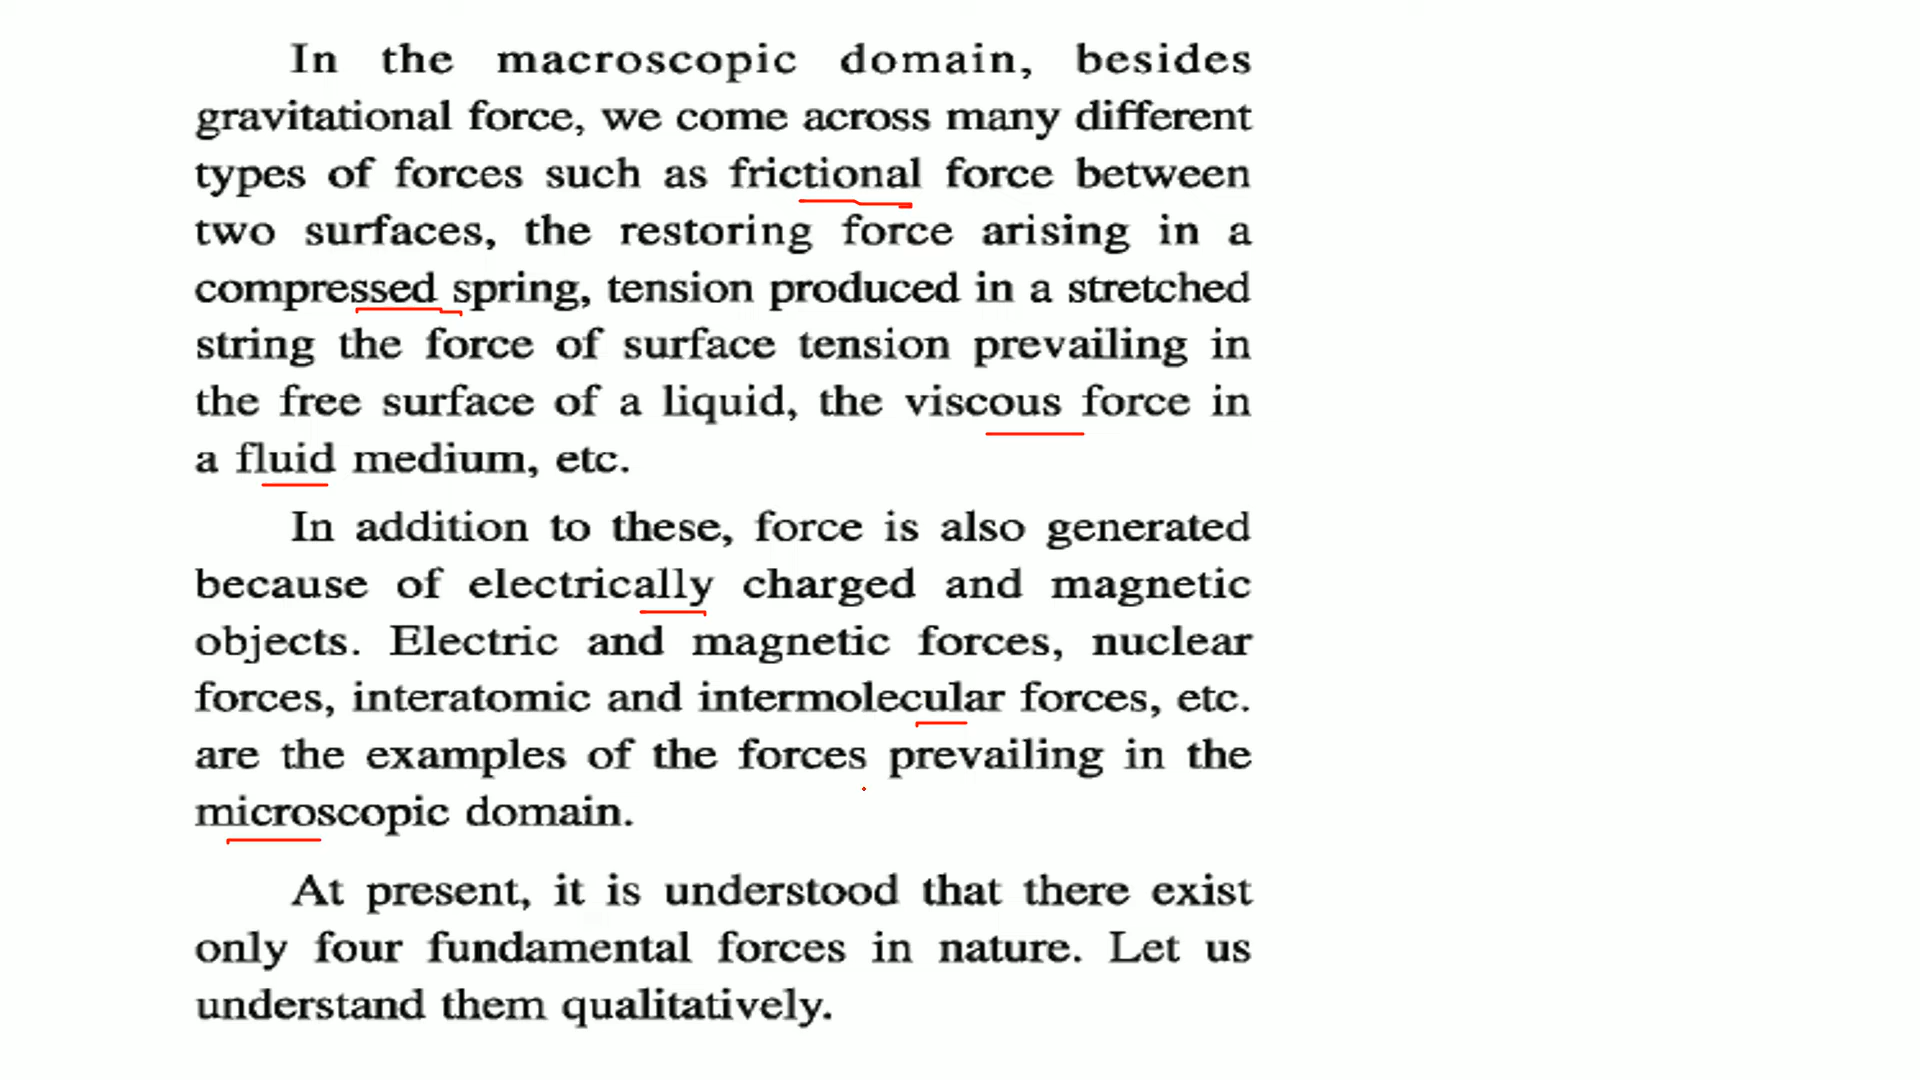 In the macroscopic domain, besides
gravitational force, we come across many different
types of forces such as frictional force between
two surfaces, the restoring force arising in a
compressed spring, tension produced in a stretched
string the force of surface tension prevailing in
the free surface of a liquid, the viscous force in
a fluid medium, etc.
In addition to these, force is also generated
because of electrically charged and magnetic
objects. Electric and magnetic forces, nuclear
forces, interatomic and intermolecular forces, etc.
are the examples of the forces prevailing in the
microscopic domain.
At present, it is understood that there exist
only four fundamental forces in nature. Let us
understand them qualitatively.